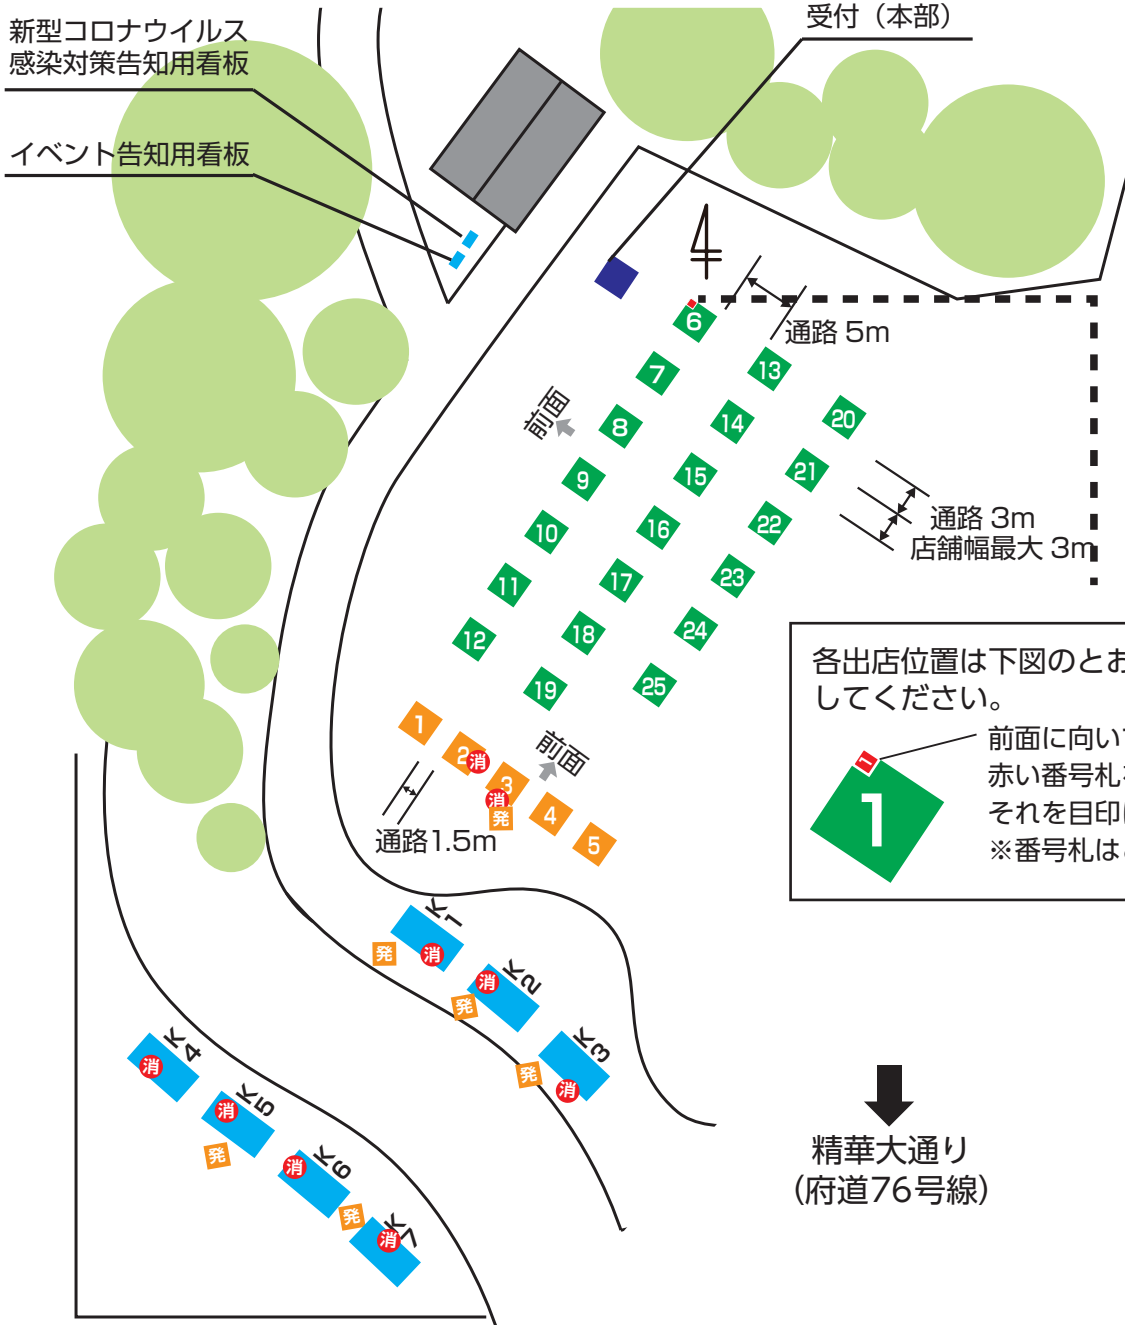 新型コロナウイルス
感染対策告知用看板
イベント告知用看板
受付（本部）
4
通路 5m
6
7
8
9
10
11
12
前面
13
14
15
16
17
18
19
20
21
22
23
24
25
通路 3m
店舗幅最大 3m
1
2
消
3
消
発
4
5
前面
通路1.5m
各出店位置は下図のとお
してください。
1
1
前面に向い
赤い番号札
それを目印
※番号札は
K1
消
発
K2
消
発
K3
消
発
K4
消
K5
消
発
K6
消
発
K7
消
精華大通り
（府道76号線）